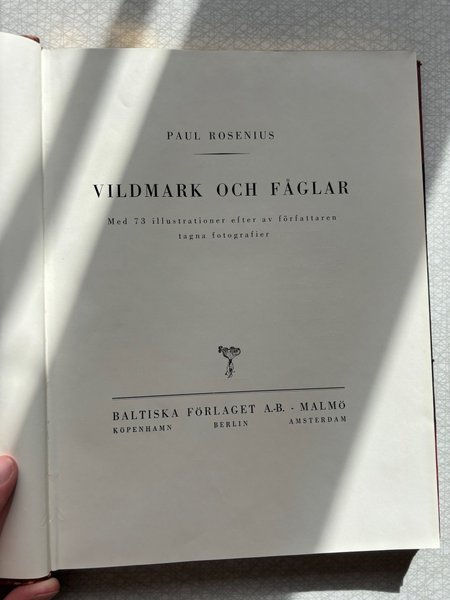 PAUL ROSENIUS
VILDMARK OCH FÅGLAR
Med 73 illustrationer efter av författaren
tagna fotografier
BALTISKA FÖRLAGET A.-B. · MALMÖ
KÖPENHAMN BERLIN AMSTERDAM